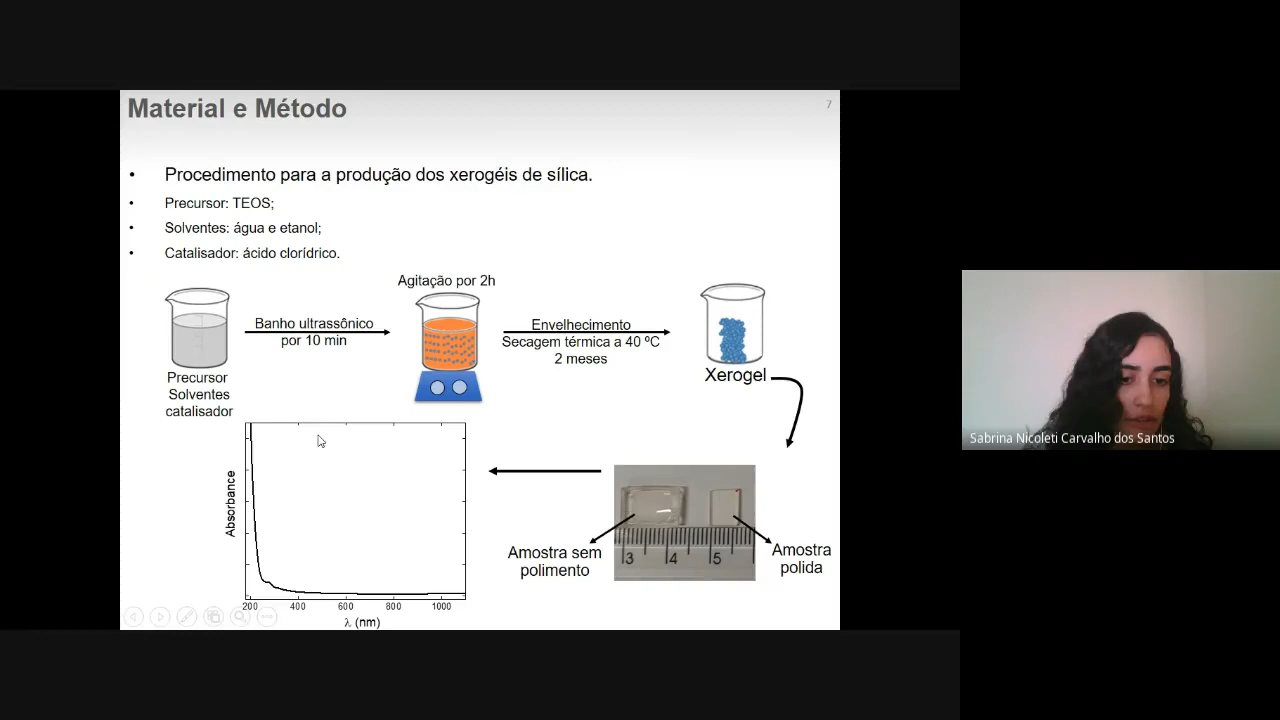 Material e Método
7
• Procedimento para a produção dos xerogéis de sílica.
• Precursor: TEOS;
• Solventes: água e etanol;
• Catalisador: ácido clorídrico.
Agitação por 2h
Banho ultrassônico
por 10 min
Envelhecimento
Secagem térmica a 40 ºC
2 meses
Precursor
Solventes
catalisador
Xerogel
Absorbance
200 400 600 800 1000
λ (nm)
Amostra sem
polimento
3 4 5
Amostra
polida
Sabrina Nicoleti Carvalho dos Santos